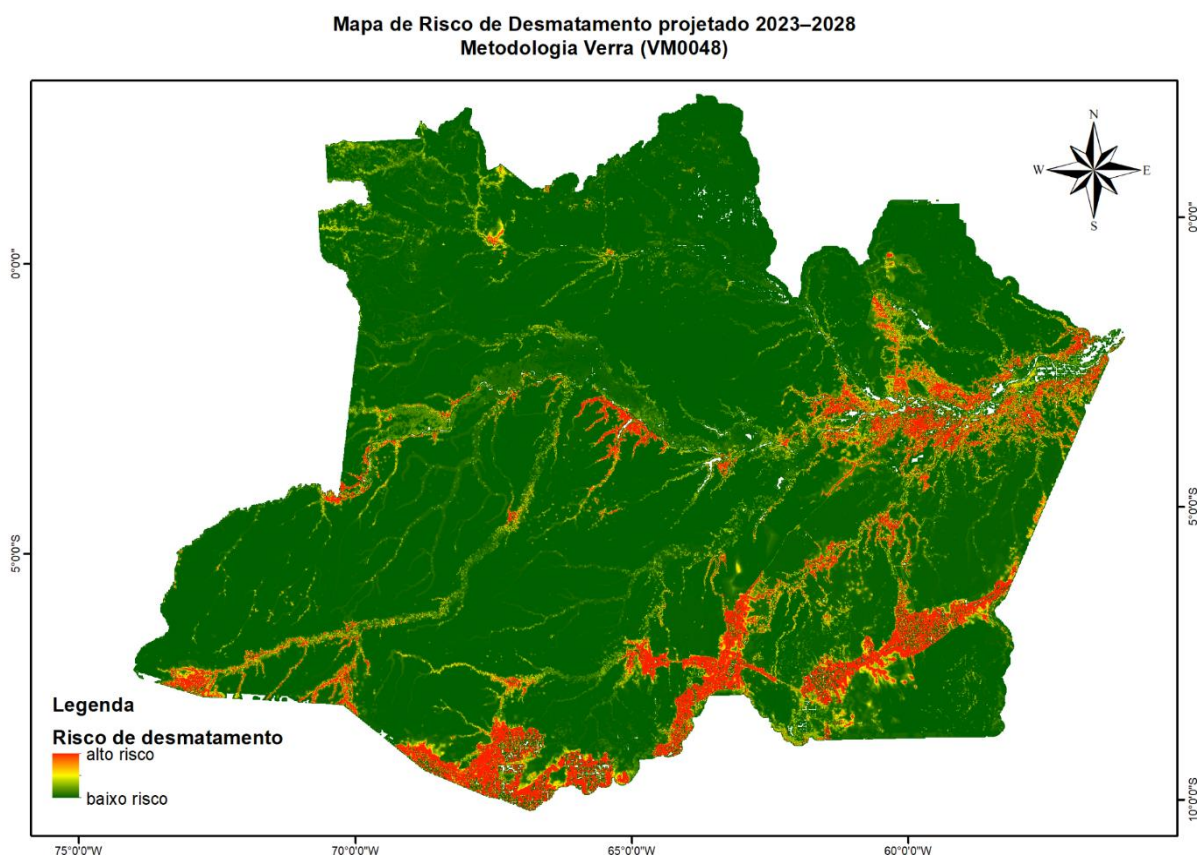 Mapa de Risco de Desmatamento projetado 2023–2028
Metodologia Verra (VM0048)
N
W
E
S
0°0'0"
0°0'0"
5°0'0"S
5°0'0"S
10°0'0"S
Legenda
Risco de desmatamento
alto risco
baixo risco
75°0'0"W
70°0'0"W
65°0'0"W
60°0'0"W